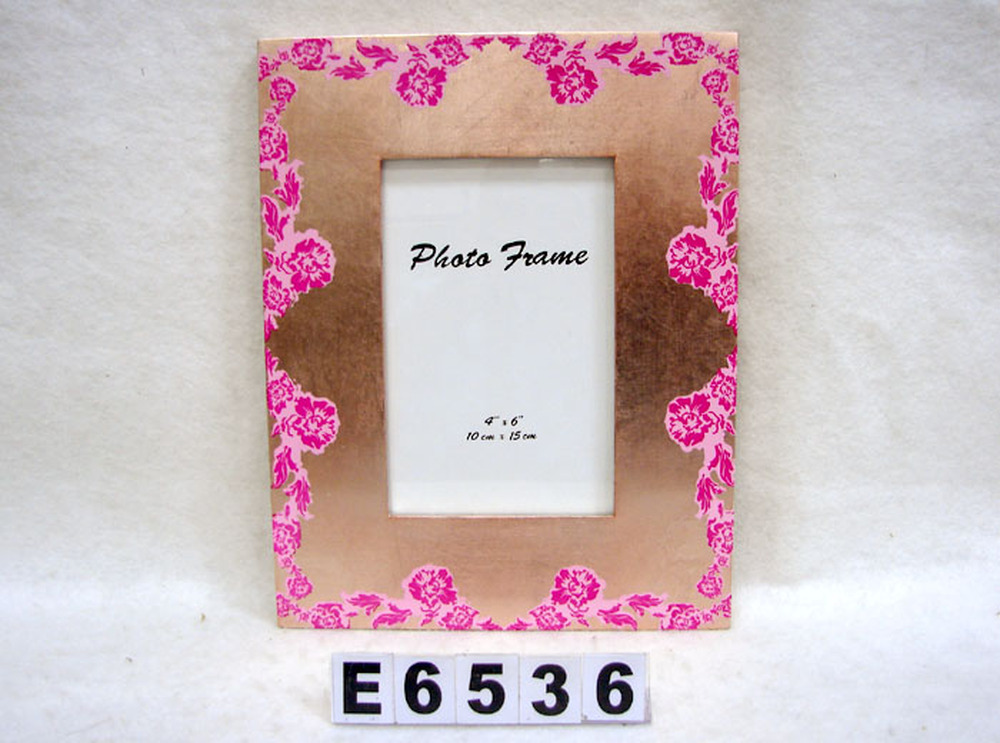 Photo Frame
4" x 6"
10 cm x 15 cm
E6536